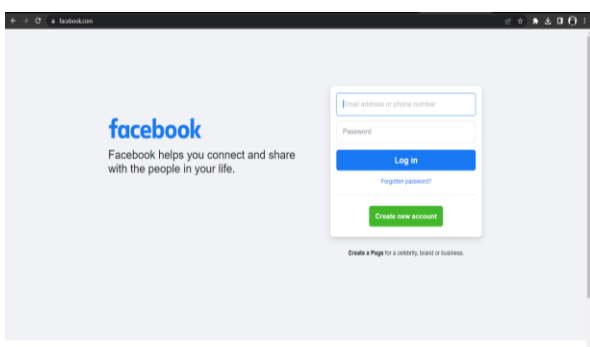 facebook.com
facebook
Facebook helps you connect and share
with the people in your life.
Email address or phone number
Password
Log in
Forgotten password?
Create new account
Create a Page for a celebrity, brand or business.